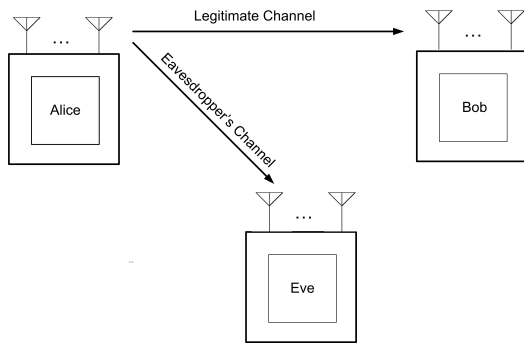 Legitimate Channel
...
...
Alice
Bob
Eavesdropper's Channel
...
Eve
...